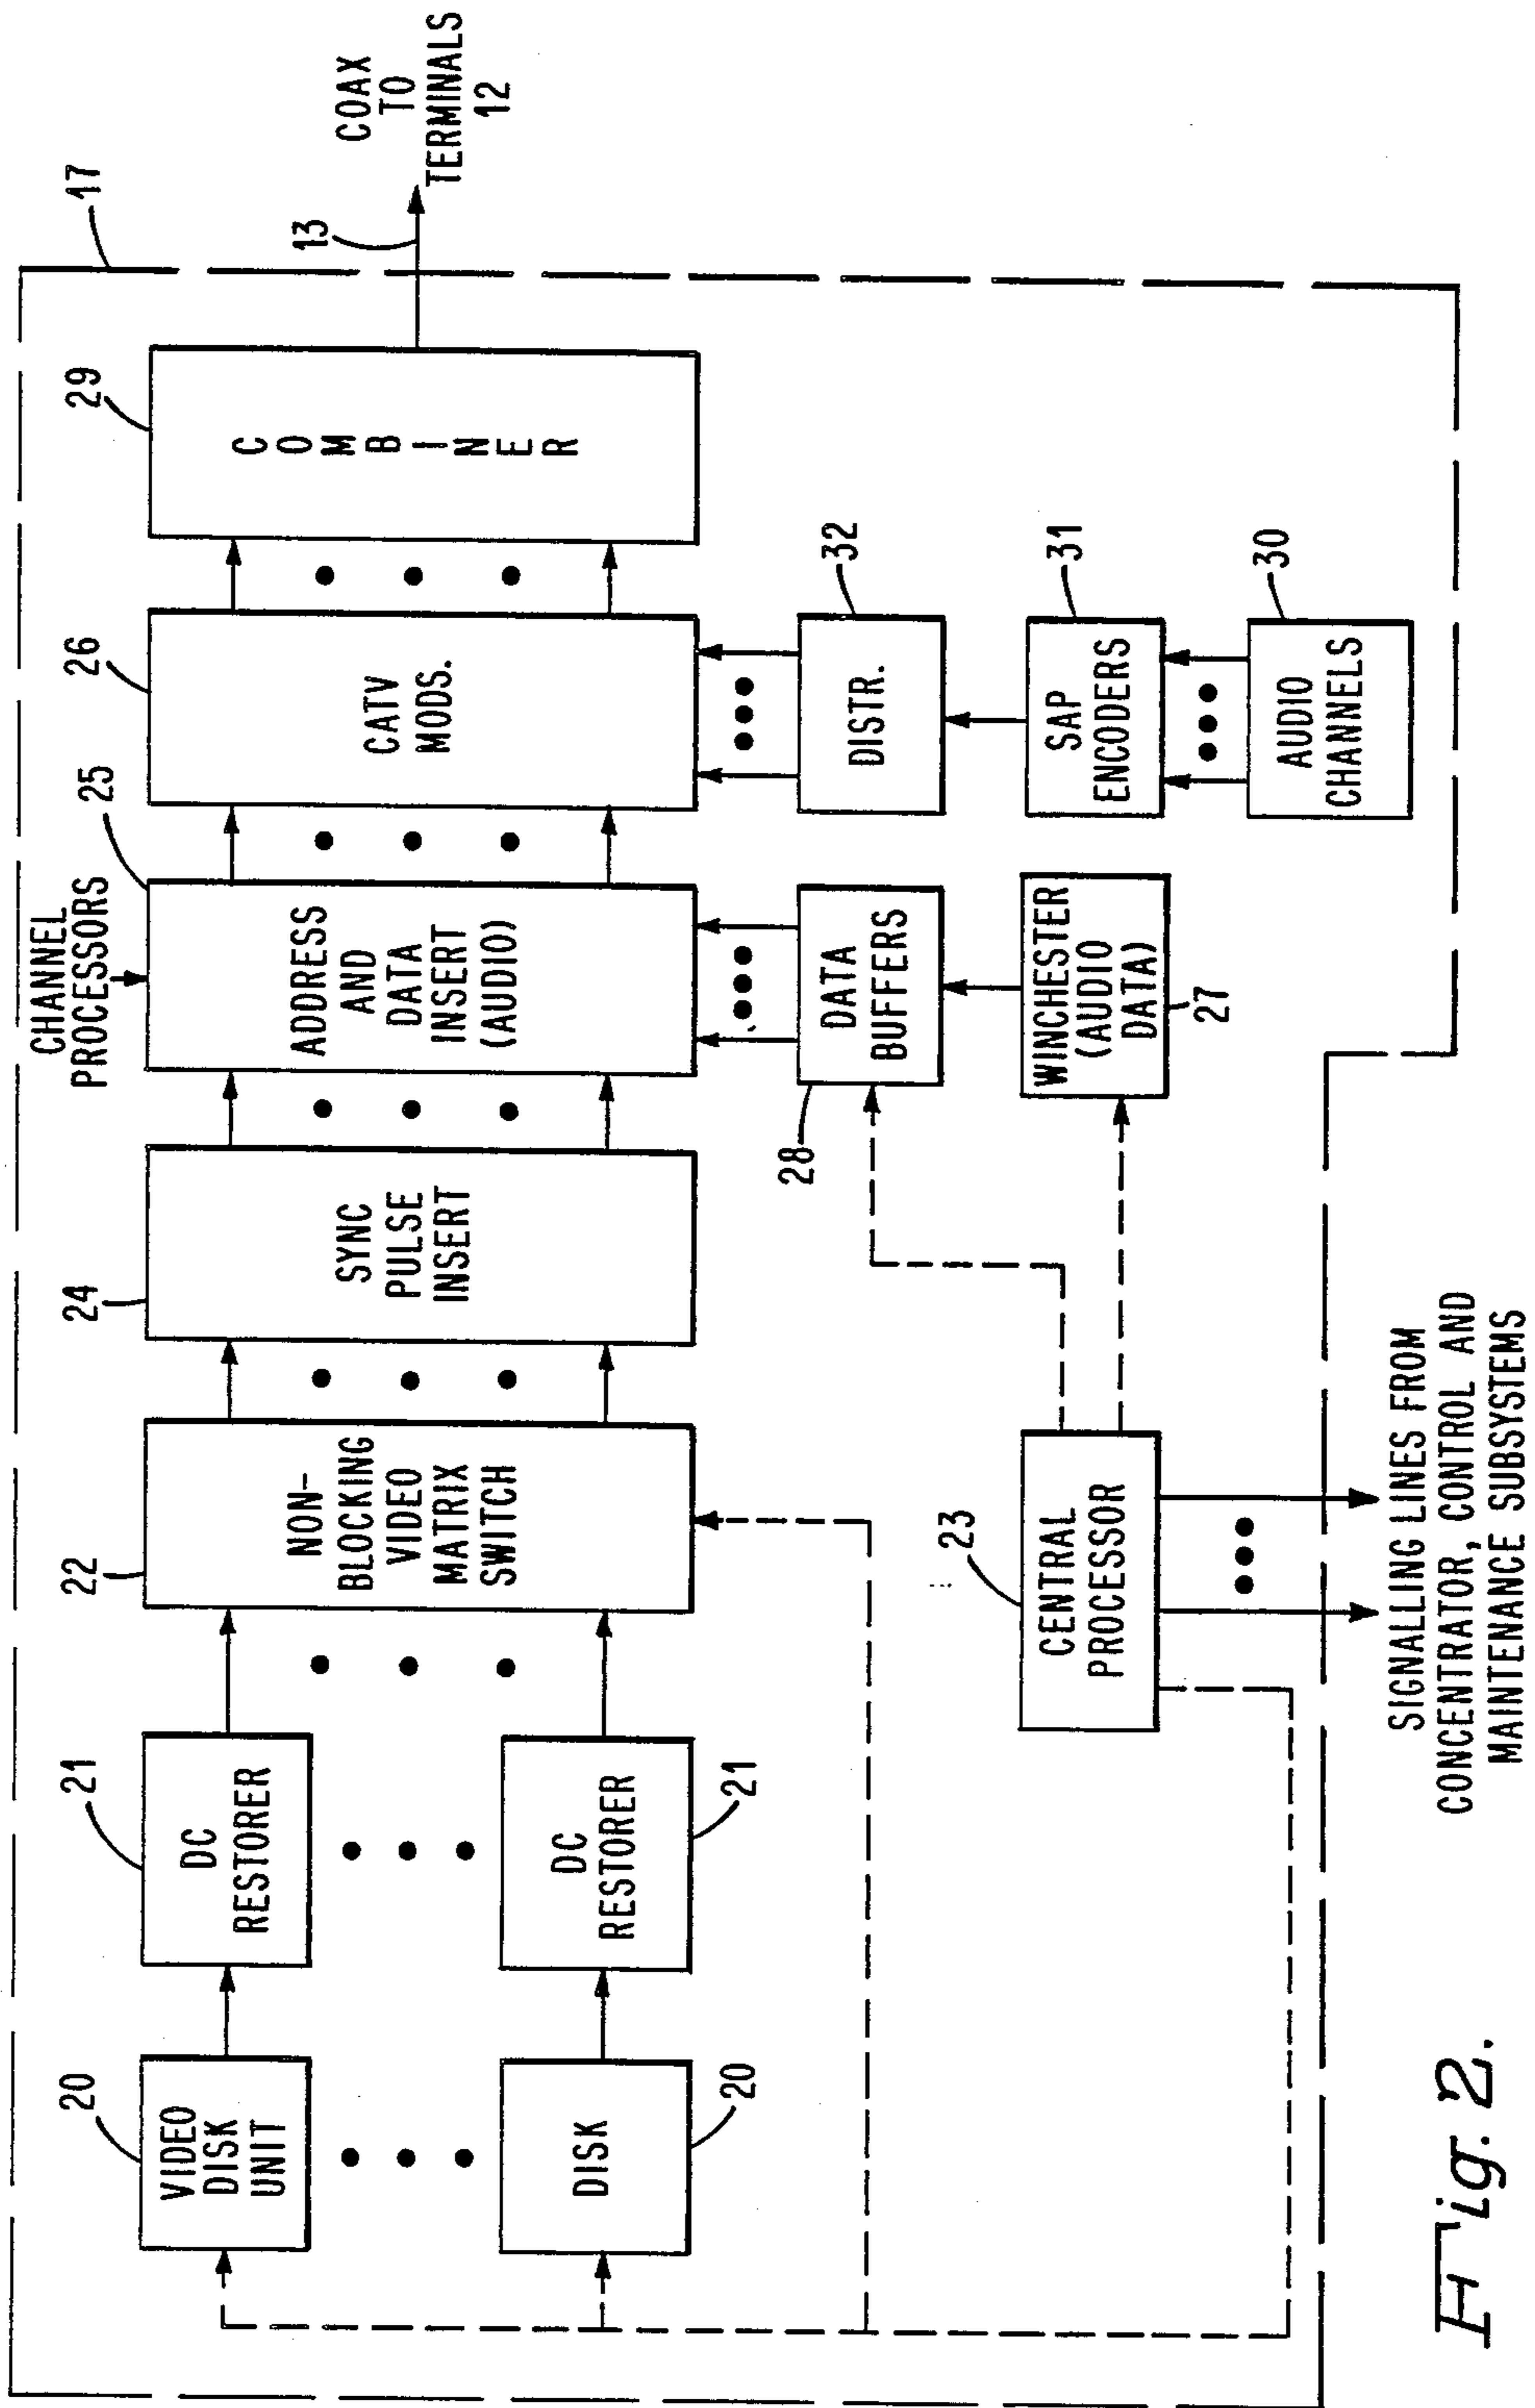 17
COAX
TO
TERMINALS
12
13
20
VIDEO
DISK
UNIT
21
DC
RESTORER
22
NON-
BLOCKING
VIDEO
MATRIX
SWITCH
24
SYNC
PULSE
INSERT
CHANNEL
PROCESSORS
25
ADDRESS
AND
DATA
INSERT
(AUDIO)
26
CATV
MODS.
29
COMBINER
DISK
20
DC
RESTORER
21
28
DATA
BUFFERS
DISTR.
32
23
CENTRAL
PROCESSOR
WINCHESTER
(AUDIO
DATA)
27
SAP
ENCODERS
31
AUDIO
CHANNELS
30
SIGNALLING LINES FROM
CONCENTRATOR, CONTROL AND
MAINTENANCE SUBSYSTEMS
Fig. 2.